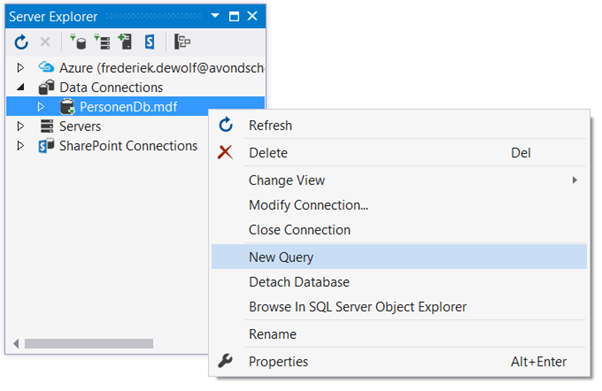 Server Explorer
Azure (frederiek.dewolf@avondsch
Data Connections
PersonenDb.mdf
Servers
SharePoint Connections
Refresh
Delete Del
Change View
Modify Connection...
Close Connection
New Query
Detach Database
Browse In SQL Server Object Explorer
Rename
Properties Alt+Enter